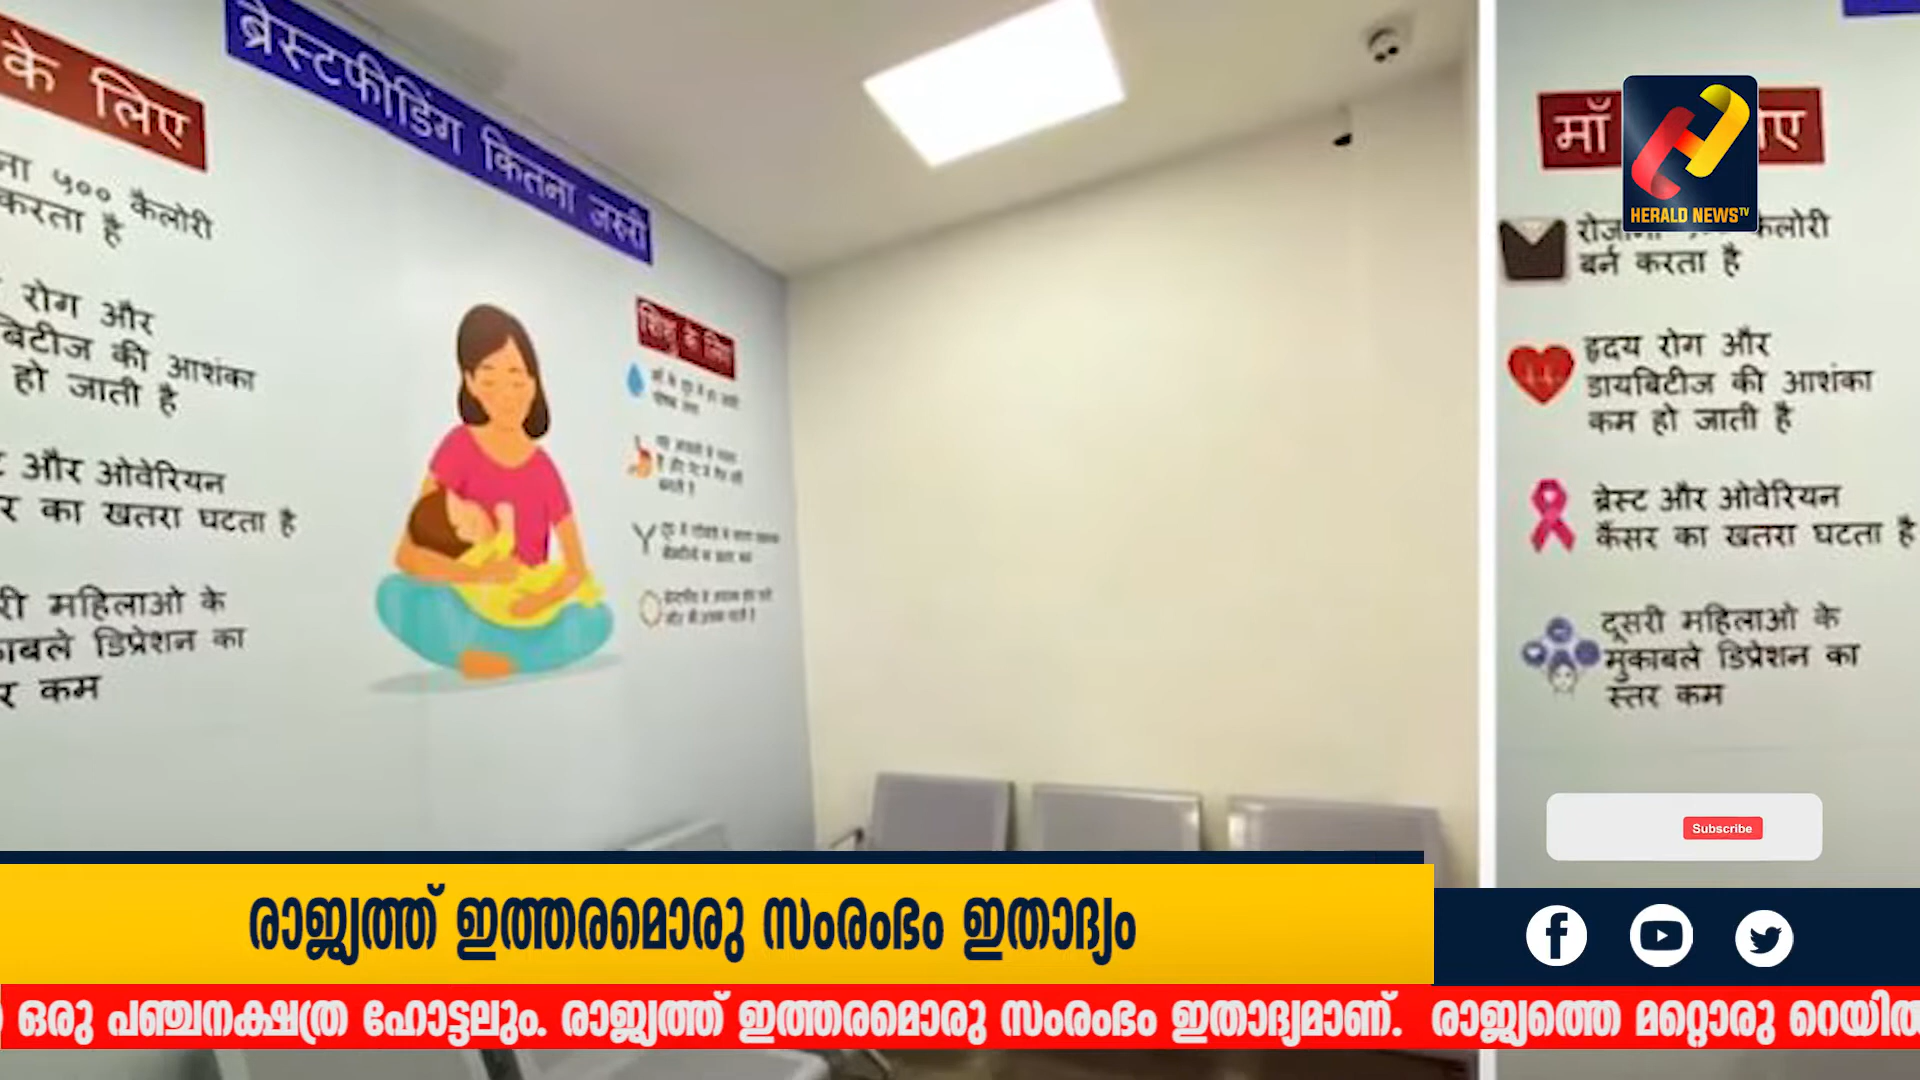 के लिए
ना ५०० कैलोरी
करता है
रोग और
बिटीज की आशंका
हो जाती है
और ओवेरियन
र का खतरा घटता है
री महिलाओ के
ाबले डिप्रेशन का
र कम
ब्रेस्टफीडिंग कितना जरुरी
शिशु के लिए
माँ
िए
HERALD NEWS TV
कैलोरी
बर्न करता है
हृदय रोग और
डायबिटीज की आशंका
कम हो जाती है
ब्रेस्ट और ओवेरियन
कैंसर का खतरा घटता है
दूसरी महिलाओ के
मुकाबले डिप्रेशन का
स्तर कम
Subscribe
രാജ്യത്ത് ഇത്തരമൊരു സംരംഭം ഇതാദ്യം
ഒരു പഞ്ചനക്ഷത്ര ഹോട്ടലും. രാജ്യത്ത് ഇത്തരമൊരു സംരംഭം ഇതാദ്യമാണ്. രാജ്യത്തെ മറ്റൊരു റെയിൽ